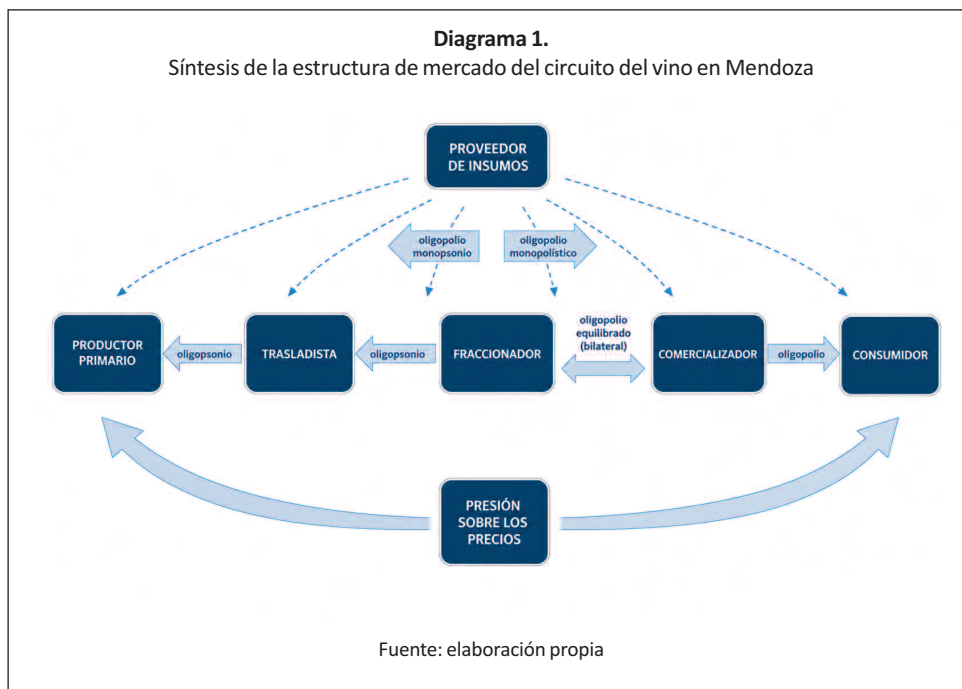 Diagrama 1.
Síntesis de la estructura de mercado del circuito del vino en Mendoza
PROVEEDOR
DE INSUMOS
oligopolio
monopsonio
oligopolio
monopolístico
PRODUCTOR
PRIMARIO
oligopsonio
TRASLADISTA
oligopsonio
FRACCIONADOR
oligopolio
equilibrado
(bilateral)
COMERCIALIZADOR
oligopolio
CONSUMIDOR
PRESIÓN
SOBRE LOS
PRECIOS
Fuente: elaboración propia